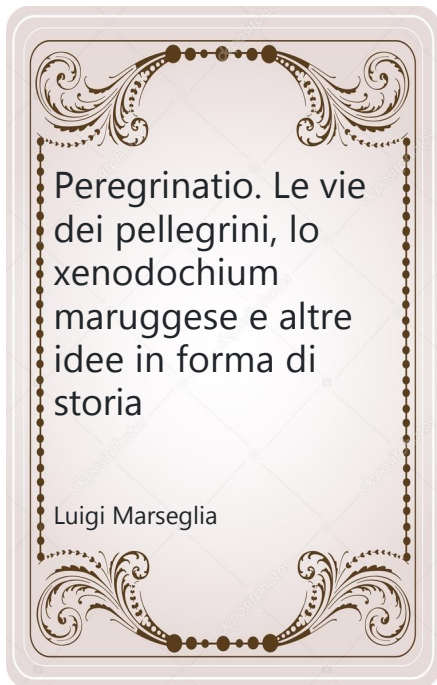 Peregrinatio. Le vie
dei pellegrini, lo
xenodochium
maruggese e altre
idee in forma di
storia
Luigi Marseglia